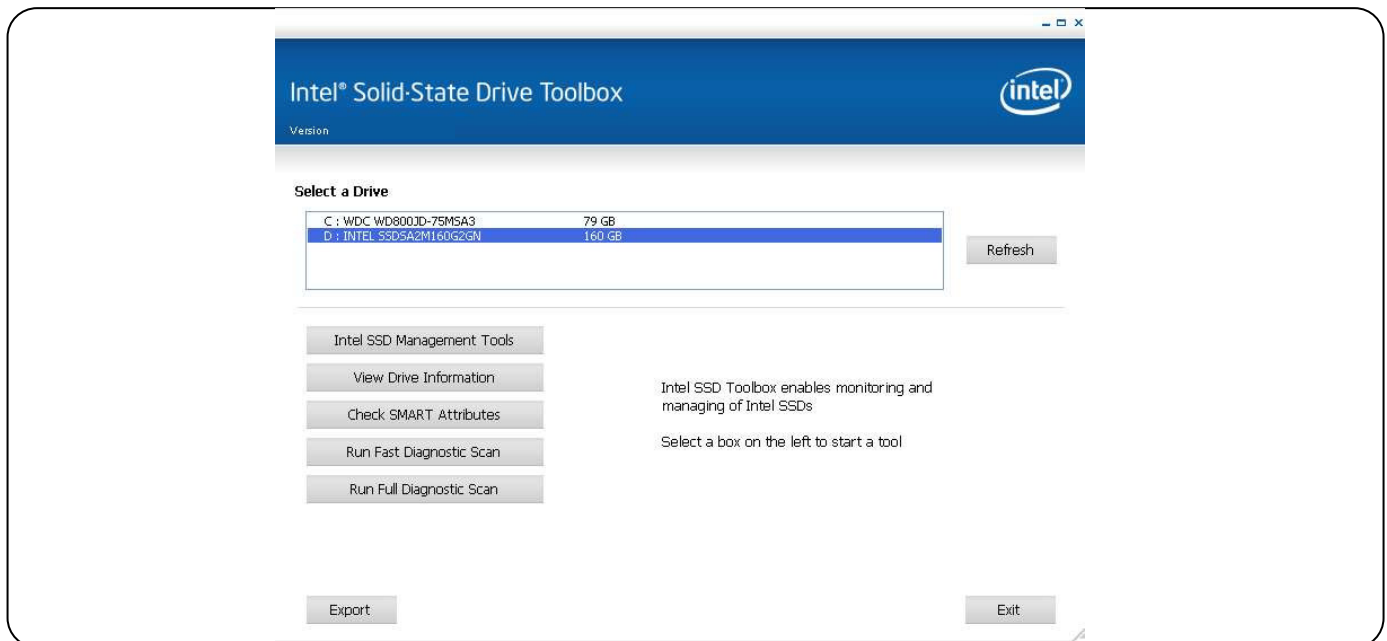 Intel® Solid-State Drive Toolbox
intel
Version
Select a Drive
C : WDC WD800JD-75MSA3 79 GB
D : INTEL SSDSA2M160G2GN 160 GB
Refresh
Intel SSD Management Tools
View Drive Information
Check SMART Attributes
Run Fast Diagnostic Scan
Run Full Diagnostic Scan
Intel SSD Toolbox enables monitoring and
managing of Intel SSDs
Select a box on the left to start a tool
Export
Exit